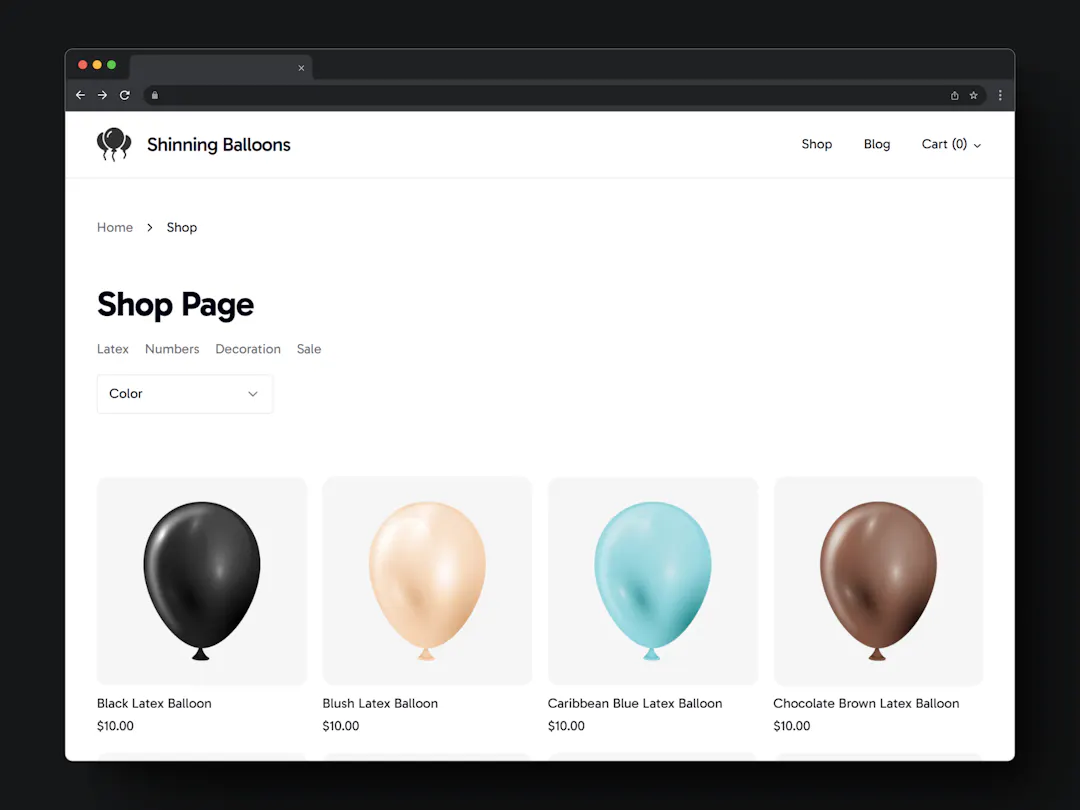 Shinning Balloons
Shop Blog Cart (0)
Home > Shop
Shop Page
Latex Numbers Decoration Sale
Color
Black Latex Balloon Blush Latex Balloon Caribbean Blue Latex Balloon Chocolate Brown Latex Balloon
$10.00 $10.00 $10.00 $10.00